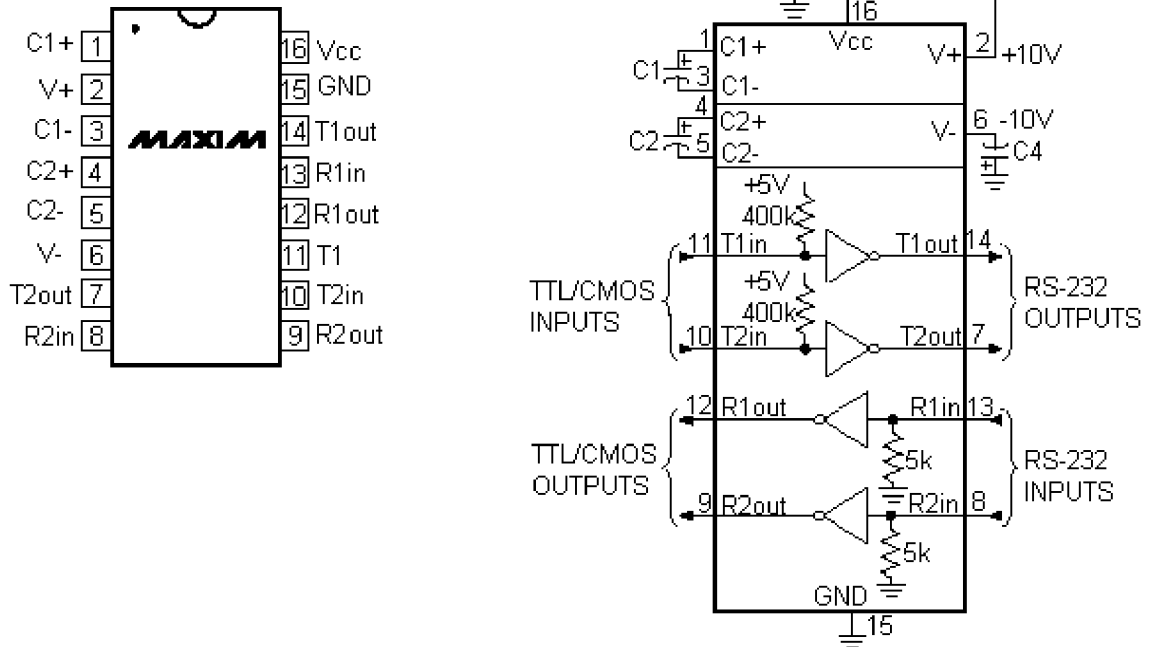 C1+ 1
V+ 2
C1- 3
C2+ 4
C2- 5
V- 6
T2out 7
R2in 8
MAXIM
16 Vcc
15 GND
14 T1out
13 R1in
12 R1out
11 T1
10 T2in
9 R2out
16
Vcc
1 C1+
C1 +
3 C1-
4 C2+
C2 +
5 C2-
V+ 2 +10V
V- 6 -10V
+ C4
+5V
400k
11 T1in
T1out 14
+5V
400k
10 T2in
T2out 7
TTL/CMOS
INPUTS
RS-232
OUTPUTS
12 R1out
R1in 13
5k
9 R2out
R2in 8
5k
TTL/CMOS
OUTPUTS
RS-232
INPUTS
GND
15